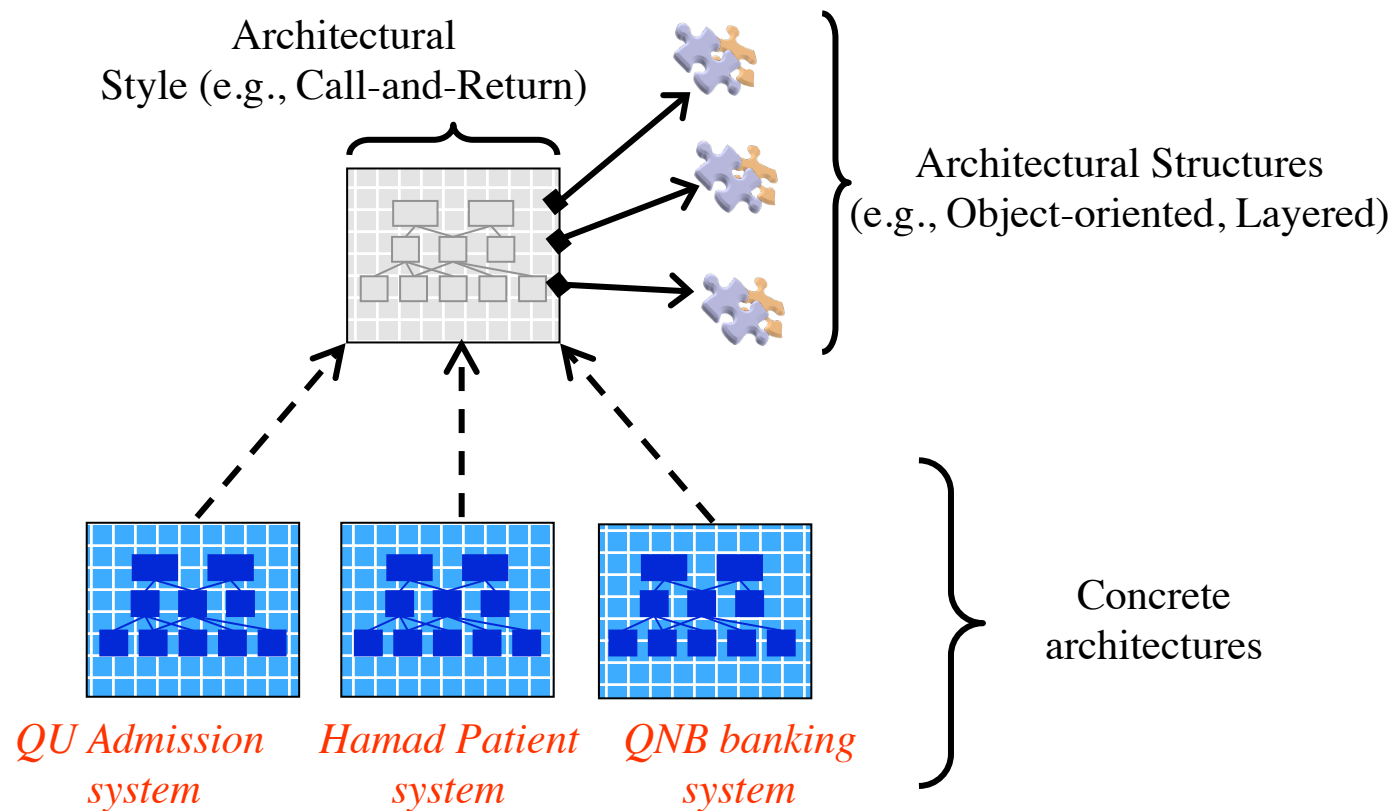 Architectural
Style (e.g., Call-and-Return)
Architectural Structures
(e.g., Object-oriented, Layered)
Concrete
architectures
QU Admission
system
Hamad Patient
system
QNB banking
system